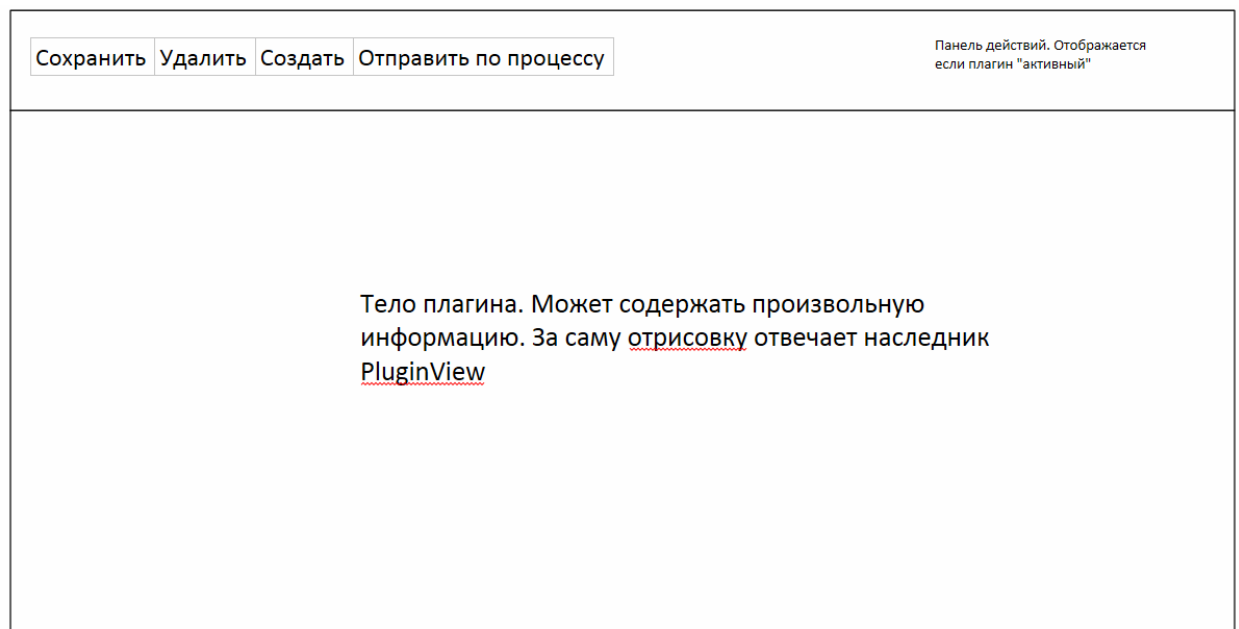 Сохранить Удалить Создать Отправить по процессу
Панель действий. Отображается
если плагин "активный"
Тело плагина. Может содержать произвольную
информацию. За саму отрисовку отвечает наследник
PluginView